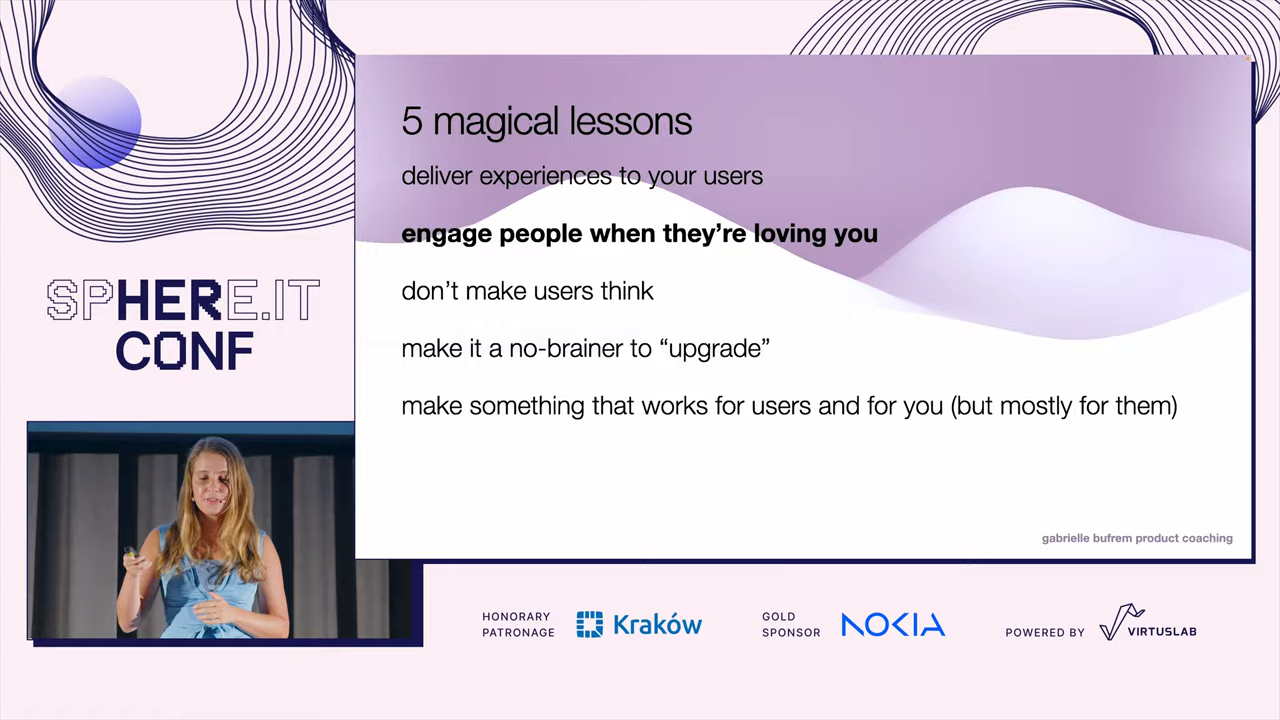 SPHERE.IT
CONF
5 magical lessons
deliver experiences to your users
engage people when they're loving you
don't make users think
make it a no-brainer to “upgrade”
make something that works for users and for you (but mostly for them)
gabrielle bufrem product coaching
HONORARY
PATRONAGE
Kraków
GOLD
SPONSOR
NOKIA
POWERED BY
VIRTUSLAB